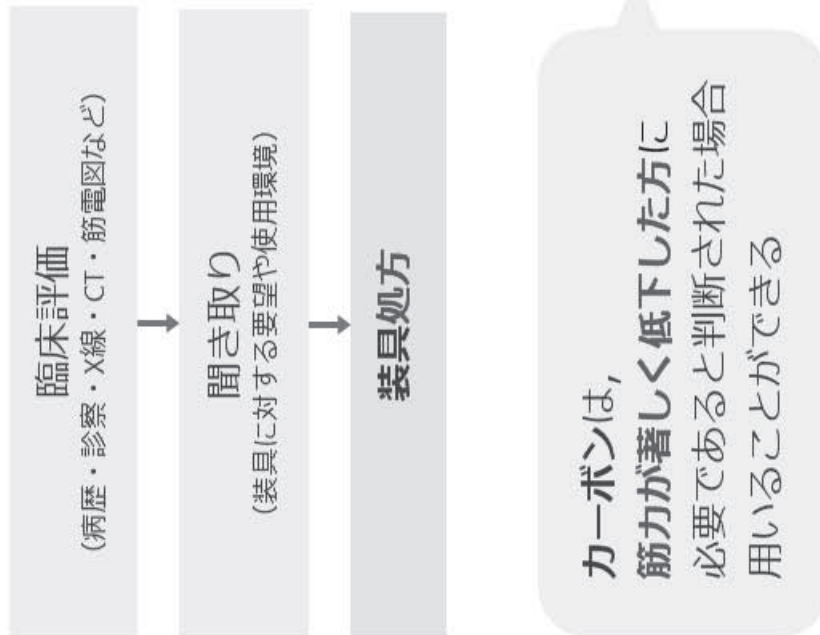 臨床評価
(病歴・診察・X線・CT・筋電図など)
聞き取り
(装具に対する要望や使用環境)
装具処方
カーボンは,
筋力が著しく低下した方に
必要であると判断された場合
用いることができる